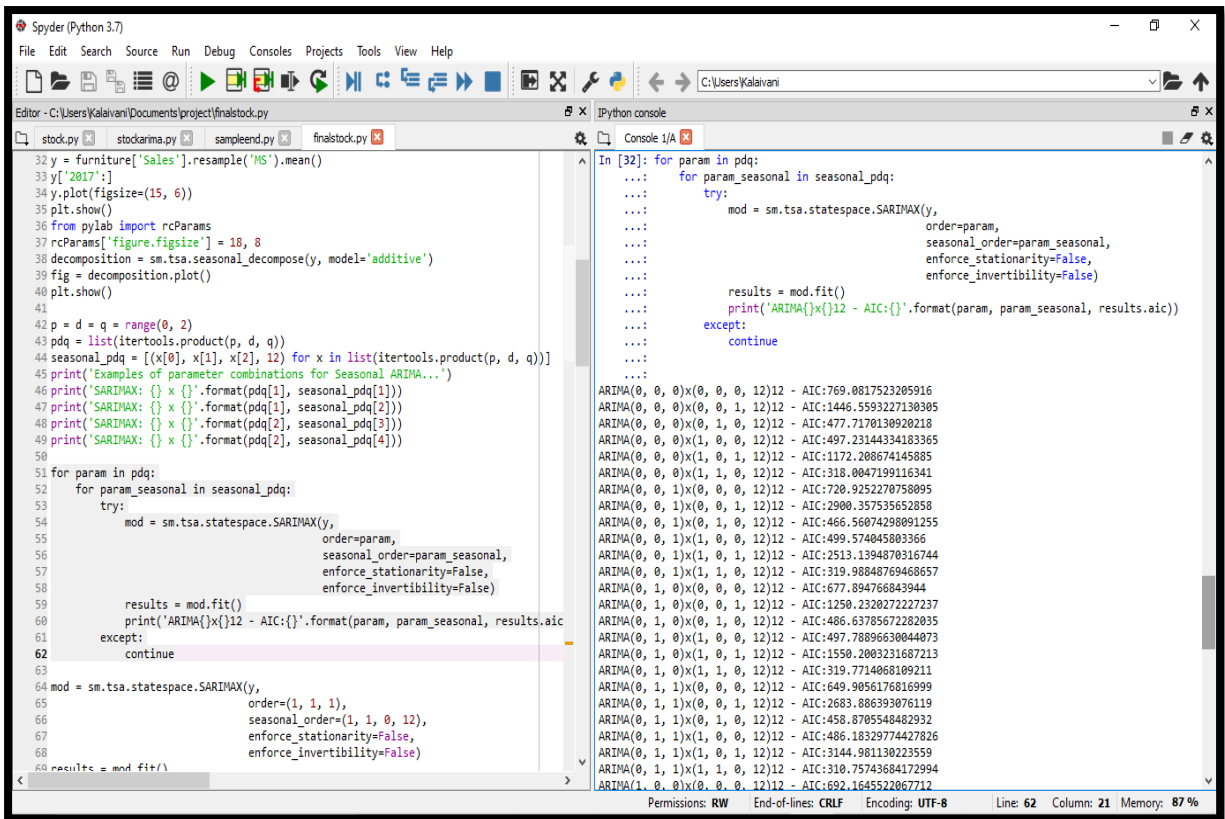 Spyder (Python 3.7)
File Edit Search Source Run Debug Consoles Projects Tools View Help
C:\Users\Kalaivani
Editor - C:\Users\Kalaivani\Documents\project\finalstock.py
stock.py stockarima.py sampleend.py finalstock.py
32 y = furniture['Sales'].resample('MS').mean()
33 y['2017':]
34 y.plot(figsize=(15, 6))
35 plt.show()
36 from pylab import rcParams
37 rcParams['figure.figsize'] = 18, 8
38 decomposition = sm.tsa.seasonal_decompose(y, model='additive')
39 fig = decomposition.plot()
40 plt.show()
41
42 p = d = q = range(0, 2)
43 pdq = list(itertools.product(p, d, q))
44 seasonal_pdq = [(x[0], x[1], x[2], 12) for x in list(itertools.product(p, d, q))]
45 print('Examples of parameter combinations for Seasonal ARIMA...')
46 print('SARIMAX: {} x {}'.format(pdq[1], seasonal_pdq[1]))
47 print('SARIMAX: {} x {}'.format(pdq[1], seasonal_pdq[2]))
48 print('SARIMAX: {} x {}'.format(pdq[2], seasonal_pdq[3]))
49 print('SARIMAX: {} x {}'.format(pdq[2], seasonal_pdq[4]))
50
51 for param in pdq:
52     for param_seasonal in seasonal_pdq:
53         try:
54             mod = sm.tsa.statespace.SARIMAX(y,
55                                             order=param,
56                                             seasonal_order=param_seasonal,
57                                             enforce_stationarity=False,
58                                             enforce_invertibility=False)
59             results = mod.fit()
60             print('ARIMA{}x{}12 - AIC:{}'.format(param, param_seasonal, results.aic
61         except:
62             continue
63
64 mod = sm.tsa.statespace.SARIMAX(y,
65                                 order=(1, 1, 1),
66                                 seasonal_order=(1, 1, 0, 12),
67                                 enforce_stationarity=False,
68                                 enforce_invertibility=False)
69 results = mod.fit()
IPython console
Console 1/A
In [32]: for param in pdq:
...:     for param_seasonal in seasonal_pdq:
...:         try:
...:             mod = sm.tsa.statespace.SARIMAX(y,
...:                                             order=param,
...:                                             seasonal_order=param_seasonal,
...:                                             enforce_stationarity=False,
...:                                             enforce_invertibility=False)
...:             results = mod.fit()
...:             print('ARIMA{}x{}12 - AIC:{}'.format(param, param_seasonal, results.aic))
...:         except:
...:             continue
...:
...:
ARIMA(0, 0, 0)x(0, 0, 0, 12)12 - AIC:769.0817523205916
ARIMA(0, 0, 0)x(0, 0, 1, 12)12 - AIC:1446.5593227130305
ARIMA(0, 0, 0)x(0, 1, 0, 12)12 - AIC:477.7170130920218
ARIMA(0, 0, 0)x(1, 0, 0, 12)12 - AIC:497.23144334183365
ARIMA(0, 0, 0)x(1, 0, 1, 12)12 - AIC:1172.208674145885
ARIMA(0, 0, 0)x(1, 1, 0, 12)12 - AIC:318.0047199116341
ARIMA(0, 0, 1)x(0, 0, 0, 12)12 - AIC:720.9252270758095
ARIMA(0, 0, 1)x(0, 0, 1, 12)12 - AIC:2900.357535652858
ARIMA(0, 0, 1)x(0, 1, 0, 12)12 - AIC:466.56074298091255
ARIMA(0, 0, 1)x(1, 0, 0, 12)12 - AIC:499.574045803366
ARIMA(0, 0, 1)x(1, 0, 1, 12)12 - AIC:2513.1394870316744
ARIMA(0, 0, 1)x(1, 1, 0, 12)12 - AIC:319.98848769468657
ARIMA(0, 1, 0)x(0, 0, 0, 12)12 - AIC:677.894766843944
ARIMA(0, 1, 0)x(0, 0, 1, 12)12 - AIC:1250.2320272227237
ARIMA(0, 1, 0)x(0, 1, 0, 12)12 - AIC:486.63785672282035
ARIMA(0, 1, 0)x(1, 0, 0, 12)12 - AIC:497.78896630044073
ARIMA(0, 1, 0)x(1, 0, 1, 12)12 - AIC:1550.2003231687213
ARIMA(0, 1, 0)x(1, 1, 0, 12)12 - AIC:319.7714068109211
ARIMA(0, 1, 1)x(0, 0, 0, 12)12 - AIC:649.9056176816999
ARIMA(0, 1, 1)x(0, 0, 1, 12)12 - AIC:2683.886393076119
ARIMA(0, 1, 1)x(0, 1, 0, 12)12 - AIC:458.8705548482932
ARIMA(0, 1, 1)x(1, 0, 0, 12)12 - AIC:486.18329774427826
ARIMA(0, 1, 1)x(1, 0, 1, 12)12 - AIC:3144.981130223559
ARIMA(0, 1, 1)x(1, 1, 0, 12)12 - AIC:310.75743684172994
ARIMA(1, 0, 0)x(0, 0, 0, 12)12 - AIC:692.1645522067712
Permissions: RW End-of-lines: CRLF Encoding: UTF-8 Line: 62 Column: 21 Memory: 87 %